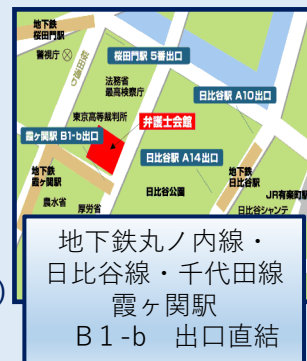 地下鉄
桜田門駅
警視庁
桜田通り
桜田門駅 5番出口
法務省
最高検察庁
日比谷駅 A10出口
東京高等裁判所
弁護士会館
霞ヶ関駅 B1-b出口
日比谷駅 A14出口
地下鉄
霞ヶ関駅
地下鉄
日比谷駅
日比谷公園
JR有楽町駅
農水省
厚労省
日比谷シャンテ
地下鉄丸ノ内線・
日比谷線・千代田線
霞ヶ関駅
B1-b 出口直結
)